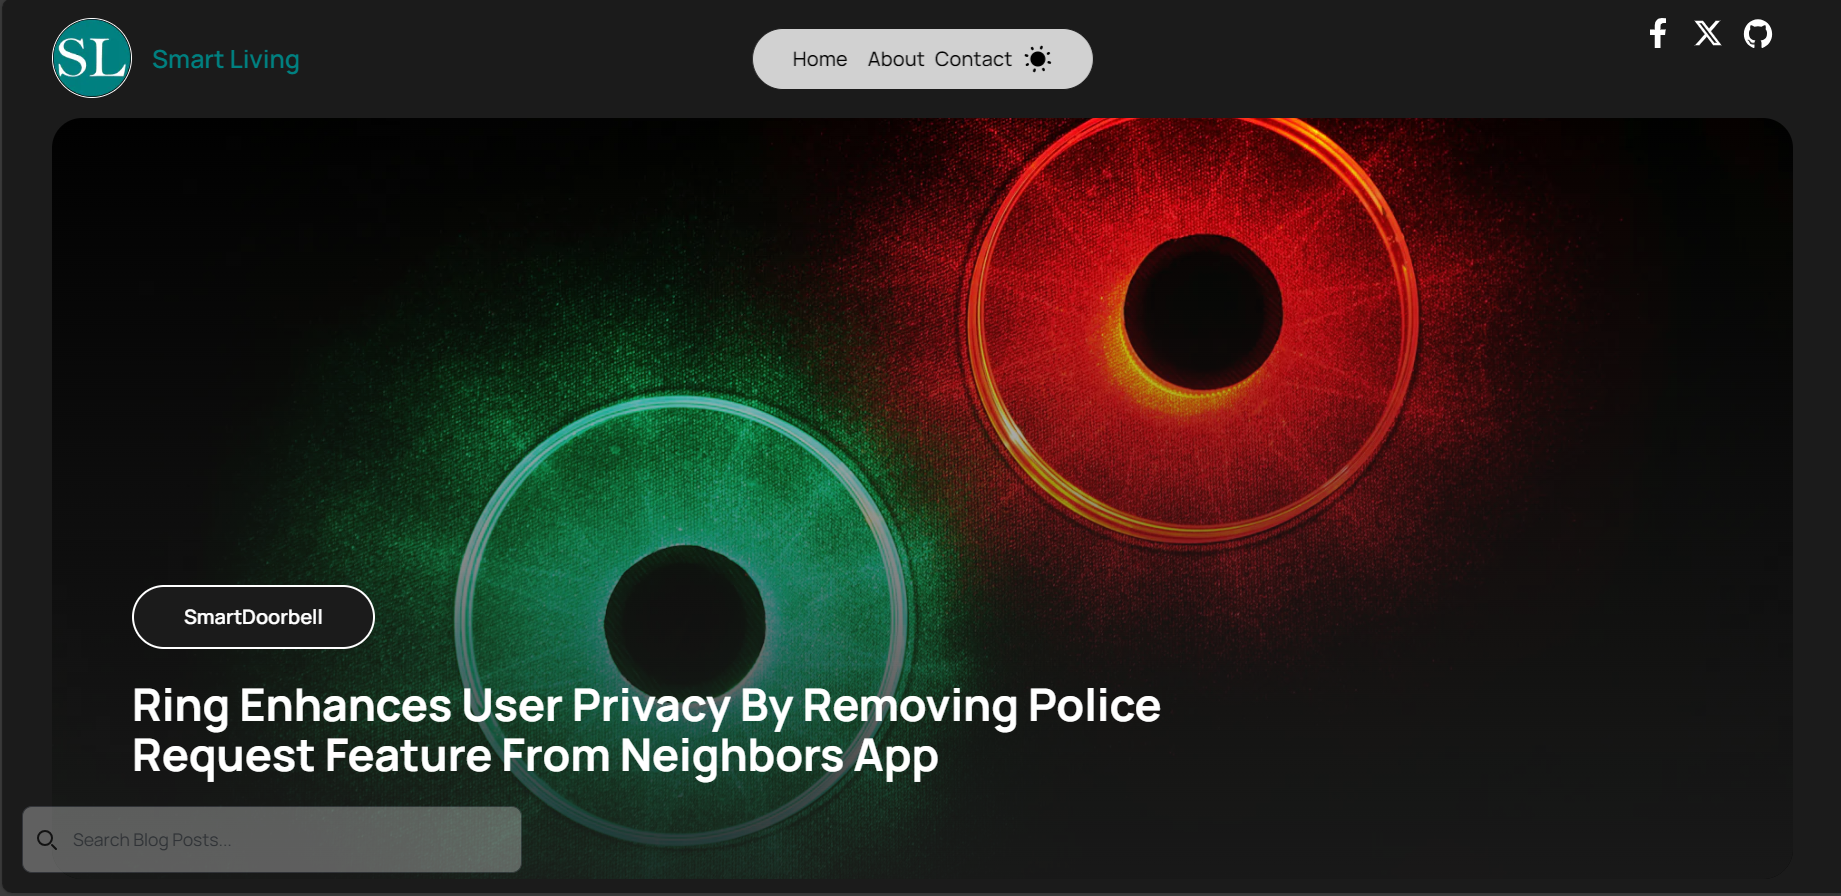 SL
Smart Living
Home About Contact
SmartDoorbell
Ring Enhances User Privacy By Removing Police
Request Feature From Neighbors App
Search Blog Posts...